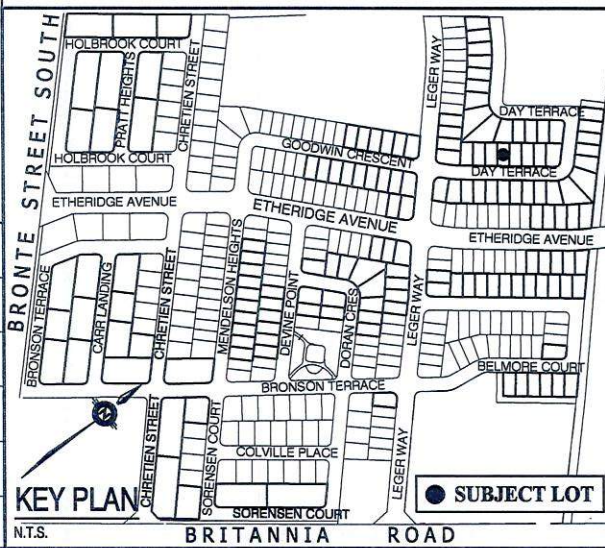 HOLBROOK COURT
BRONTE STREET SOUTH
PRATT HEIGHTS
CHRETIEN STREET
LEGER WAY
DAY TERRACE
GOODWIN CRESCENT
HOLBROOK COURT
DAY TERRACE
ETHERIDGE AVENUE
ETHERIDGE AVENUE
ETHERIDGE AVENUE
BRONSON TERRACE
CARR LANDING
CHRETIEN STREET
MENDELSON HEIGHTS
DEVINE POINT
DORAN CRES
LEGER WAY
BELMORE COURT
BRONSON TERRACE
N
CHRETIEN STREET
SORENSEN COURT
COLVILLE PLACE
LEGER WAY
KEY PLAN
SUBJECT LOT
SORENSEN COURT
N.T.S.
BRITANNIA ROAD